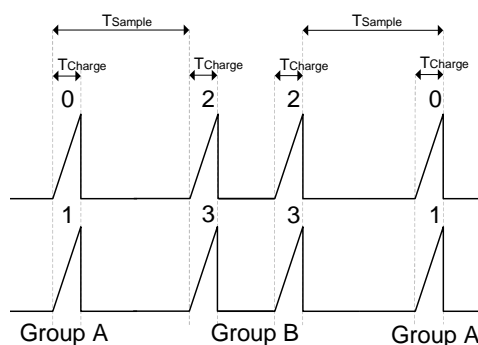 TSample TSample
TCharge TCharge TCharge TCharge
0 2 2 0
1 3 3 1
Group A Group B Group A